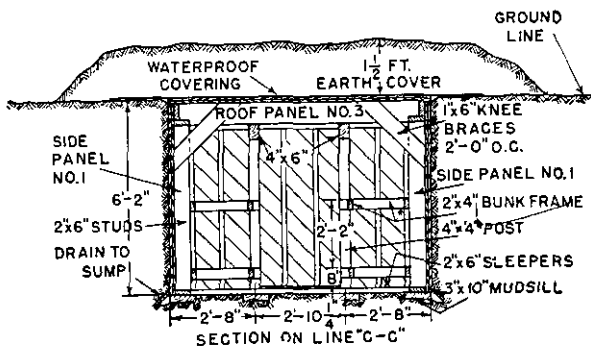 GROUND
LINE
WATERPROOF
COVERING
1 1/2 FT.
EARTH COVER
ROOF PANEL NO.3
1"x6" KNEE
BRACES
2'-0" O.C.
SIDE
PANEL
NO.1
4"x6"
SIDE PANEL NO.1
6'-2"
2"x4" BUNK FRAME
2"x6" STUDS
2'-2"
4"x4" POST
DRAIN TO
SUMP
8"
2"x6" SLEEPERS
3"x10" MUDSILL
2'-8" 2'-10 1/4" 2'-8"
SECTION ON LINE "C-C"